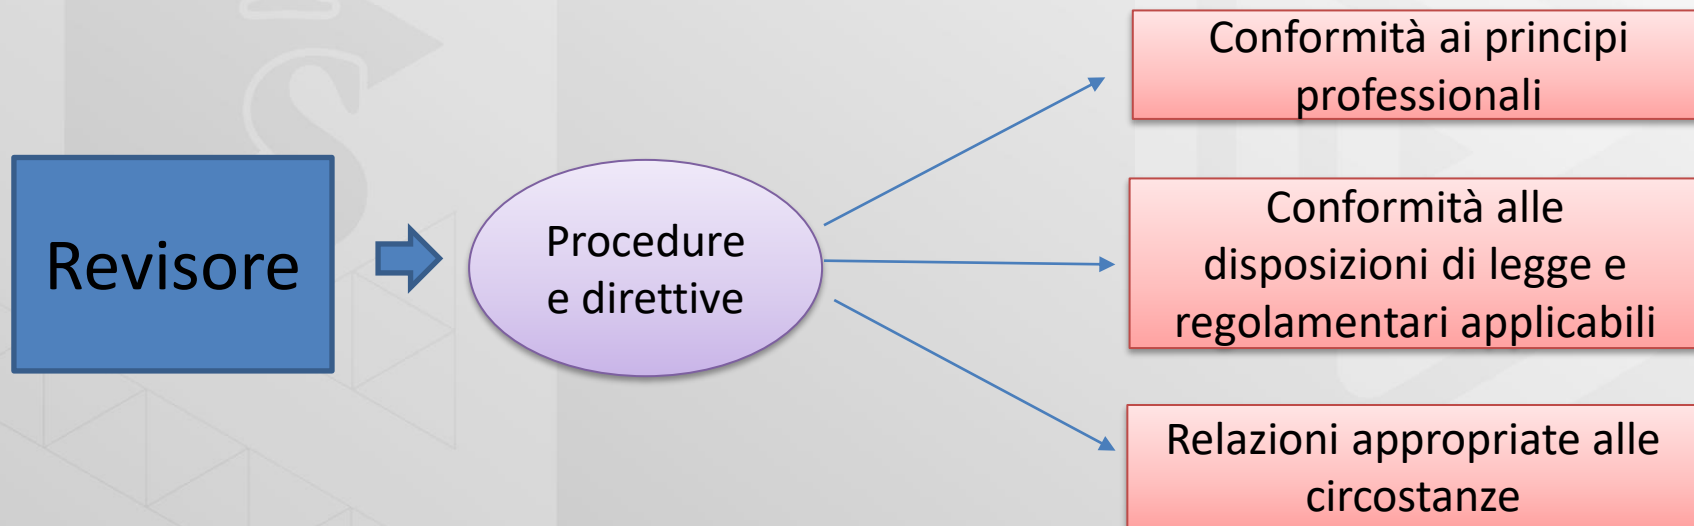 Revisore
Procedure
e direttive
Conformità ai principi
professionali
Conformità alle
disposizioni di legge e
regolamentari applicabili
Relazioni appropriate alle
circostanze